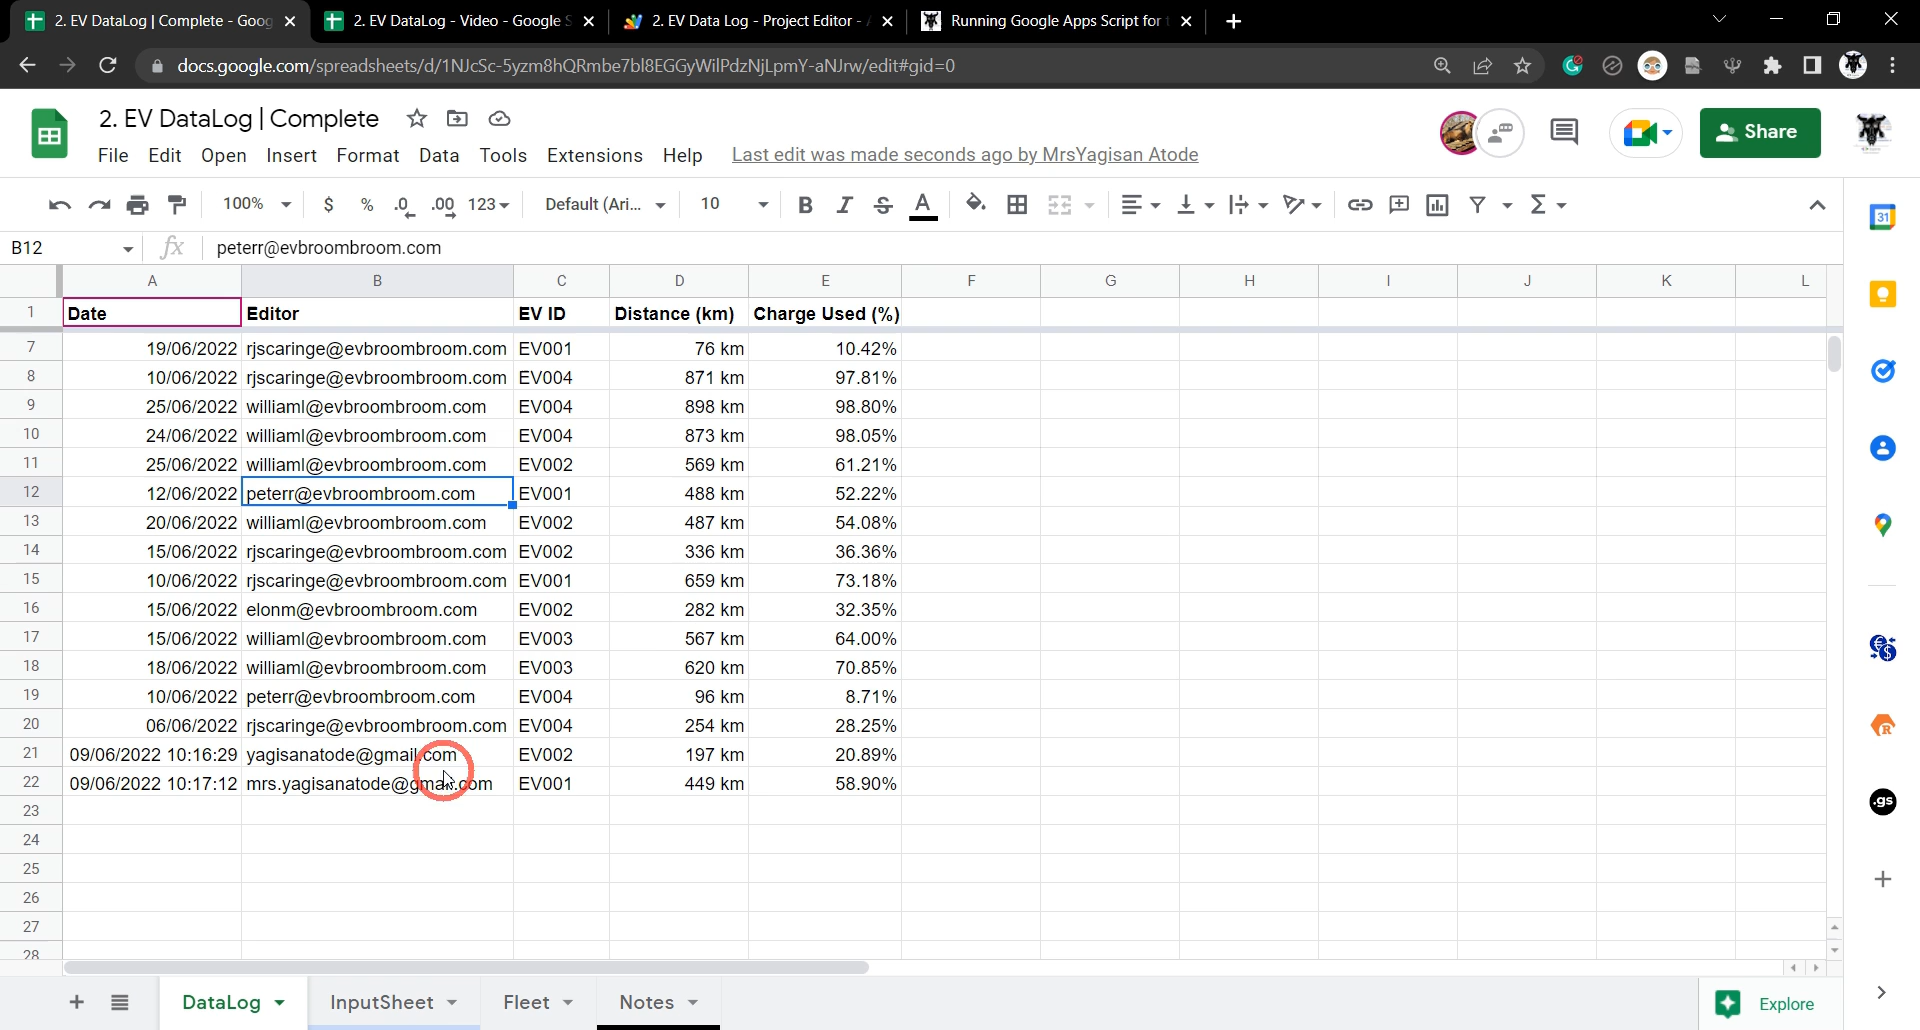 2. EV DataLog | Complete - Goog
2. EV DataLog - Video - Google S
2. EV Data Log - Project Editor - A
Running Google Apps Script for t
docs.google.com/spreadsheets/d/1NJcSc-5yzm8hQRmbe7bl8EGGyWilPdzNjLpmY-aNJrw/edit#gid=0
2. EV DataLog | Complete
Share
File Edit Open Insert Format Data Tools Extensions Help Last edit was made seconds ago by MrsYagisan Atode
100% $ % .0 .00 123 Default (Ari... 10 B I S A Σ
31
B12 fx peterr@evbroombroom.com
A B C D E F G H I J K L
1 Date Editor EV ID Distance (km) Charge Used (%)
7 19/06/2022 rjscaringe@evbroombroom.com EV001 76 km 10.42%
8 10/06/2022 rjscaringe@evbroombroom.com EV004 871 km 97.81%
9 25/06/2022 williaml@evbroombroom.com EV004 898 km 98.80%
10 24/06/2022 williaml@evbroombroom.com EV004 873 km 98.05%
11 25/06/2022 williaml@evbroombroom.com EV002 569 km 61.21%
12 12/06/2022 peterr@evbroombroom.com EV001 488 km 52.22%
13 20/06/2022 williaml@evbroombroom.com EV002 487 km 54.08%
14 15/06/2022 rjscaringe@evbroombroom.com EV002 336 km 36.36%
15 10/06/2022 rjscaringe@evbroombroom.com EV001 659 km 73.18%
16 15/06/2022 elonm@evbroombroom.com EV002 282 km 32.35%
17 15/06/2022 williaml@evbroombroom.com EV003 567 km 64.00%
18 18/06/2022 williaml@evbroombroom.com EV003 620 km 70.85%
19 10/06/2022 peterr@evbroombroom.com EV004 96 km 8.71%
20 06/06/2022 rjscaringe@evbroombroom.com EV004 254 km 28.25%
21 09/06/2022 10:16:29 yagisanatode@gmail.com EV002 197 km 20.89%
22 09/06/2022 10:17:12 mrs.yagisanatode@gmail.com EV001 449 km 58.90%
23
24
25
26
27
28
.gs
DataLog InputSheet Fleet Notes Explore